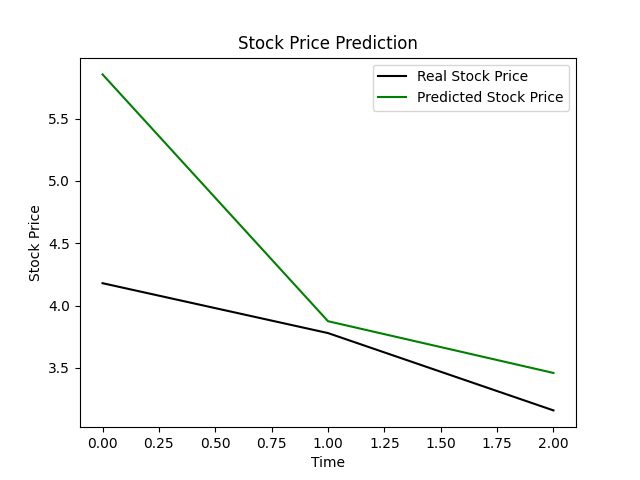 Stock Price Prediction
Real Stock Price
Predicted Stock Price
5.5
5.0
4.5
4.0
3.5
Stock Price
0.00 0.25 0.50 0.75 1.00 1.25 1.50 1.75 2.00
Time